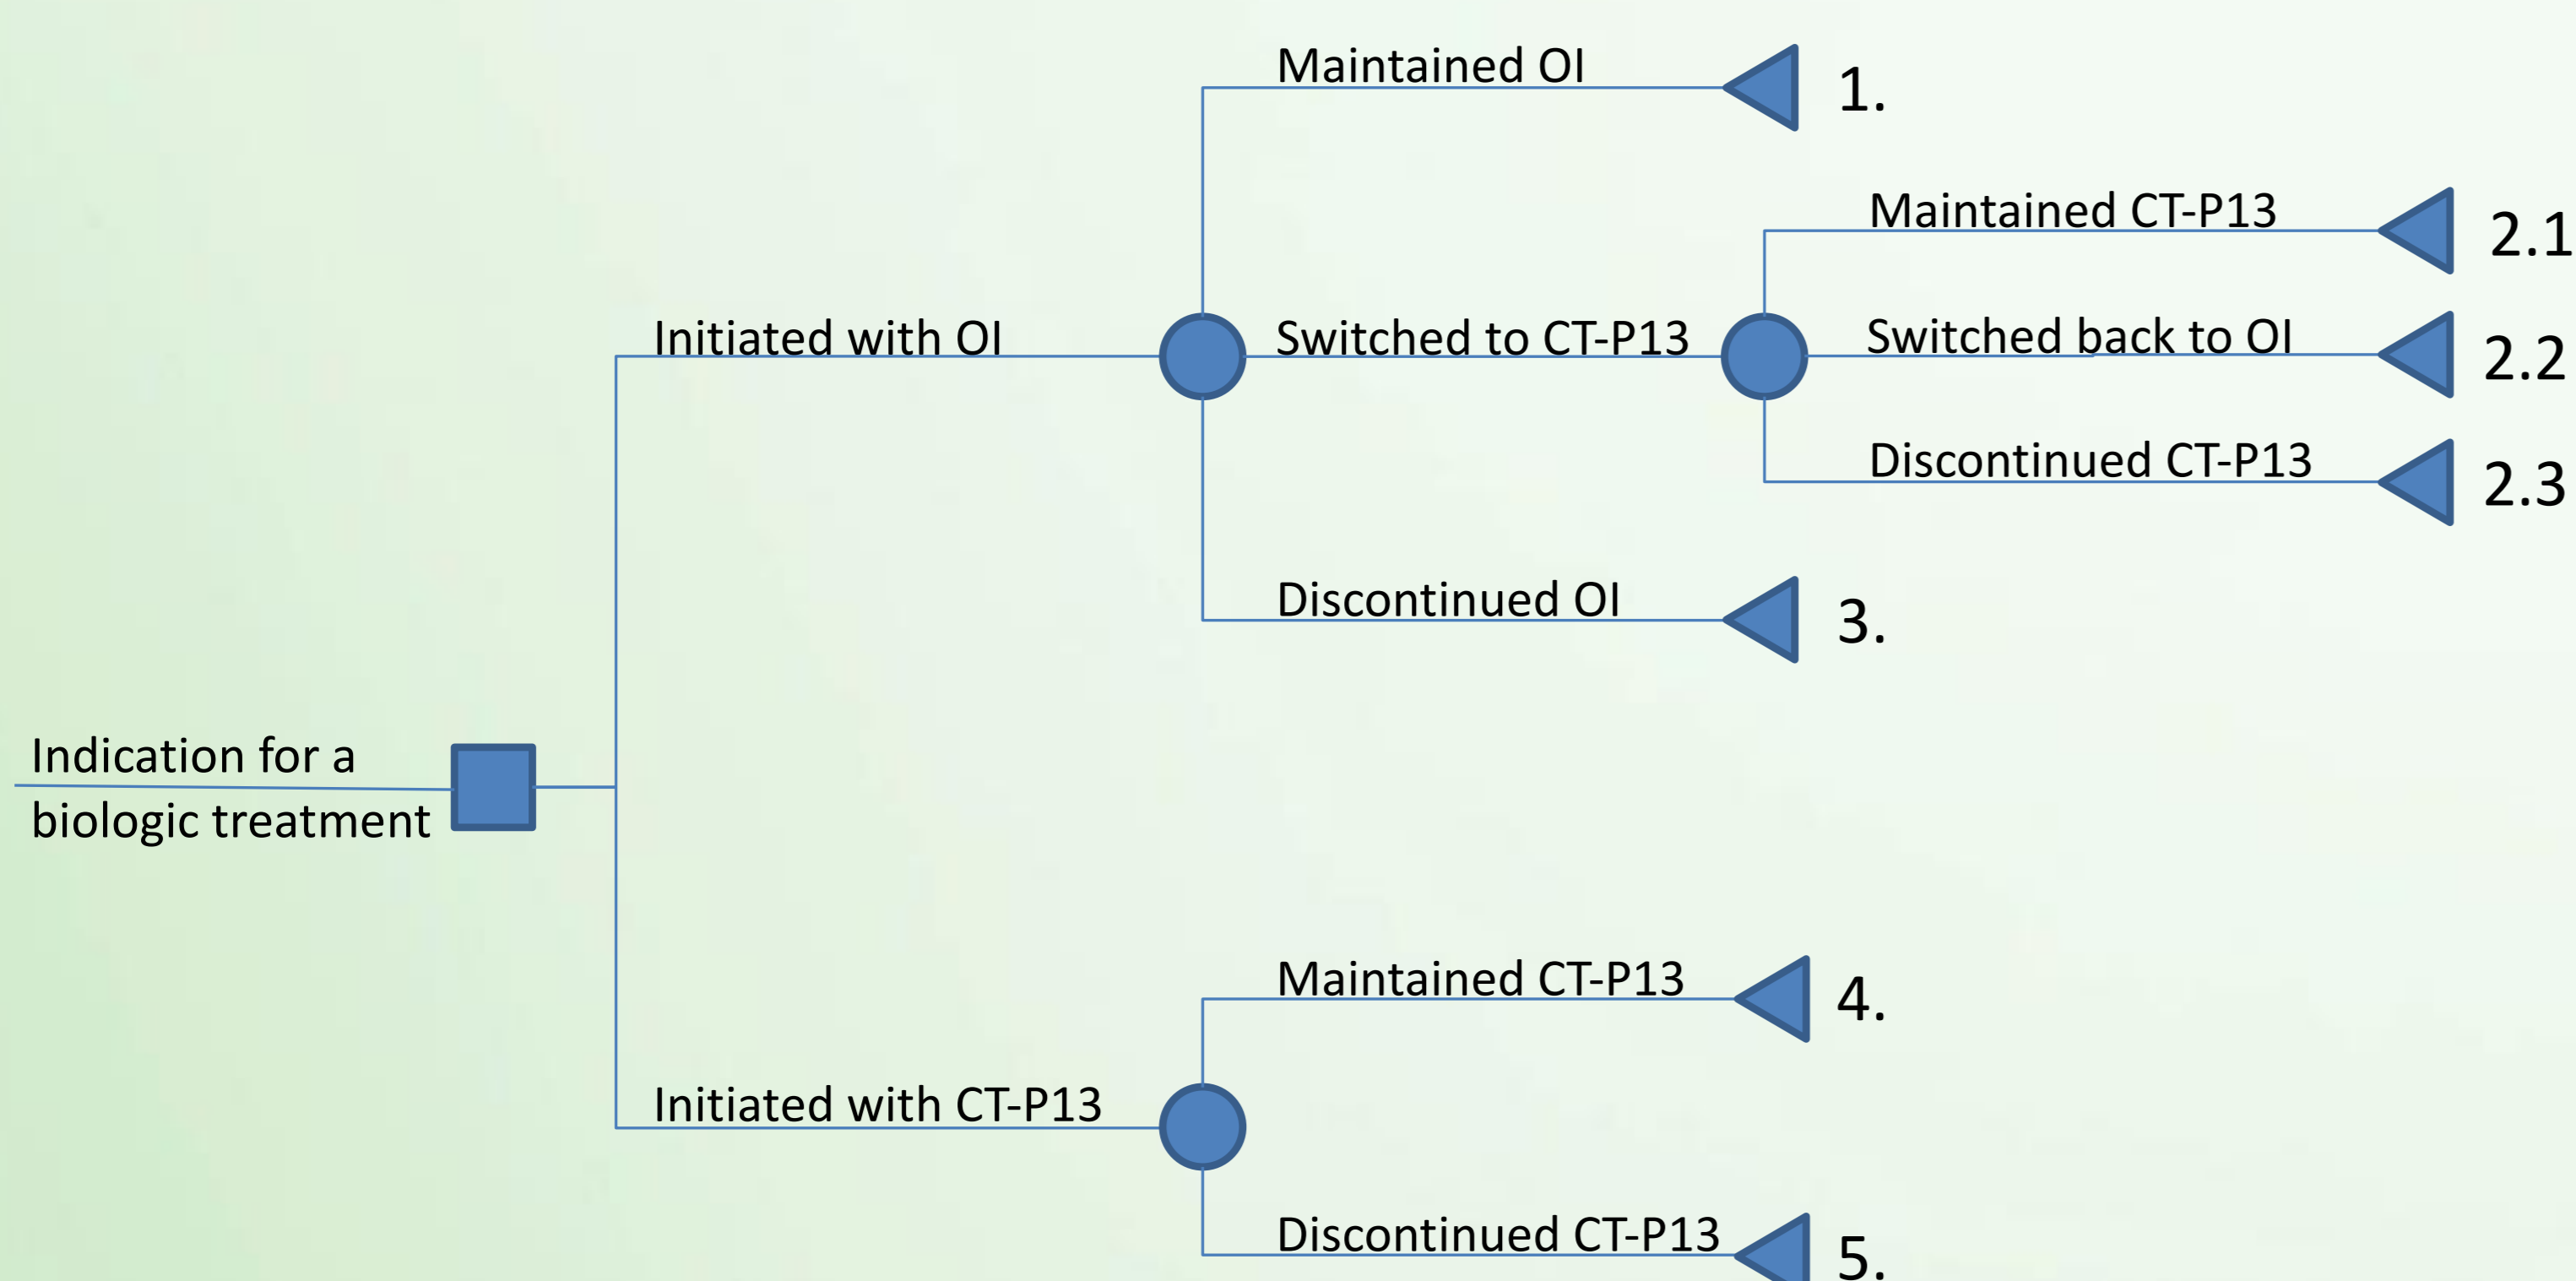 Maintained OI
1.
Maintained CT-P13
2.1
Initiated with OI
Switched to CT-P13
Switched back to OI
2.2
Discontinued CT-P13
2.3
Discontinued OI
3.
Indication for a
biologic treatment
Maintained CT-P13
4.
Initiated with CT-P13
Discontinued CT-P13
5.